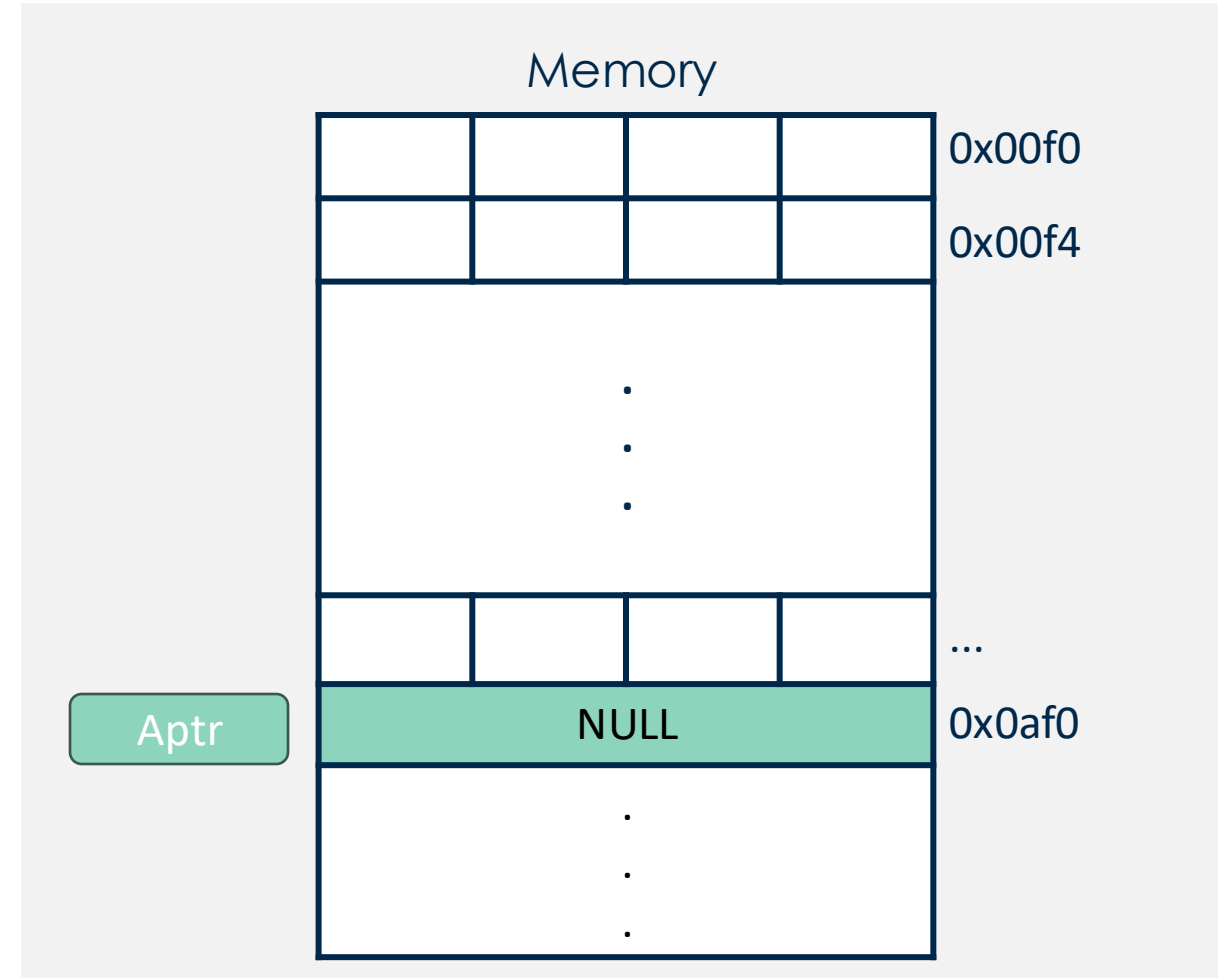 Memory
0x00f0
0x00f4
.
.
.
...
Aptr NULL 0x0af0
.
.
.